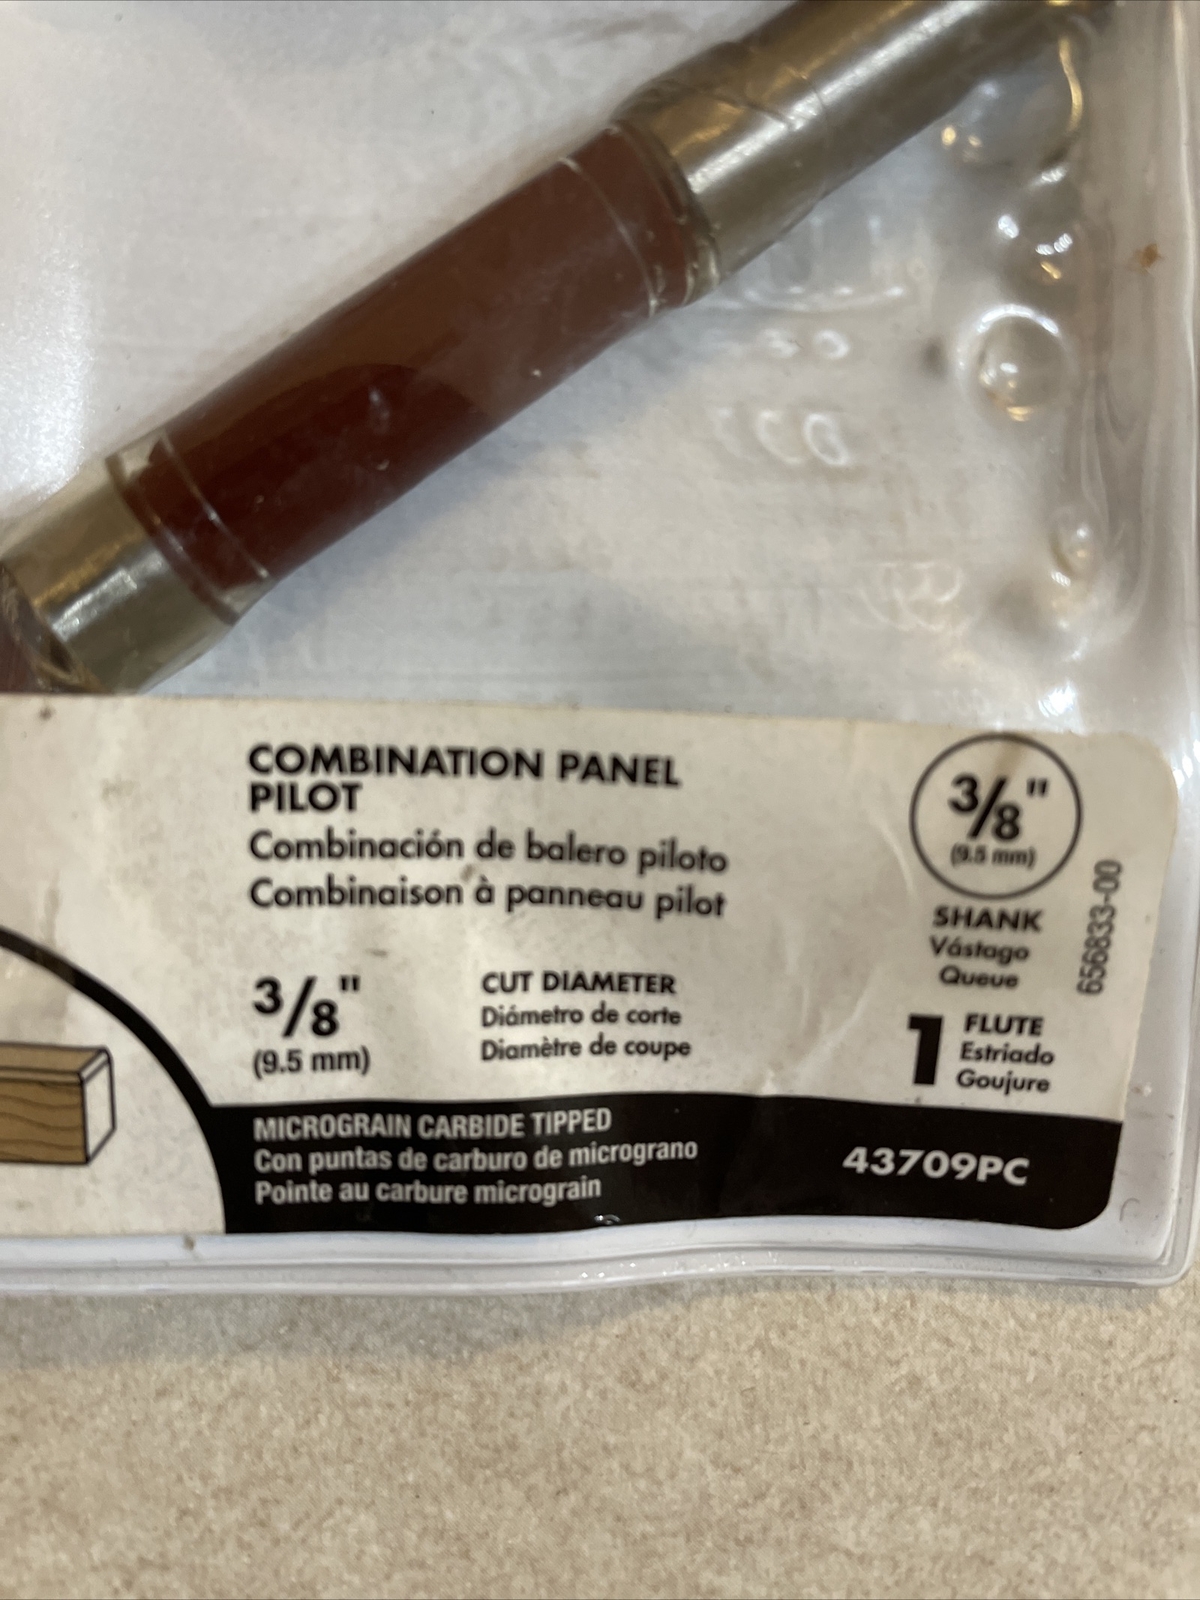 COMBINATION PANEL
PILOT
Combinación de balero piloto
Combinaison à panneau pilot
3/8"
(9.5 mm)
CUT DIAMETER
Diámetro de corte
Diamètre de coupe
3/8"
(9.5 mm)
SHANK
Vástago
Queue
1
FLUTE
Estriado
Goujure
656833-00
MICROGRAIN CARBIDE TIPPED
Con puntas de carburo de micrograno
Pointe au carbure micrograin
43709PC